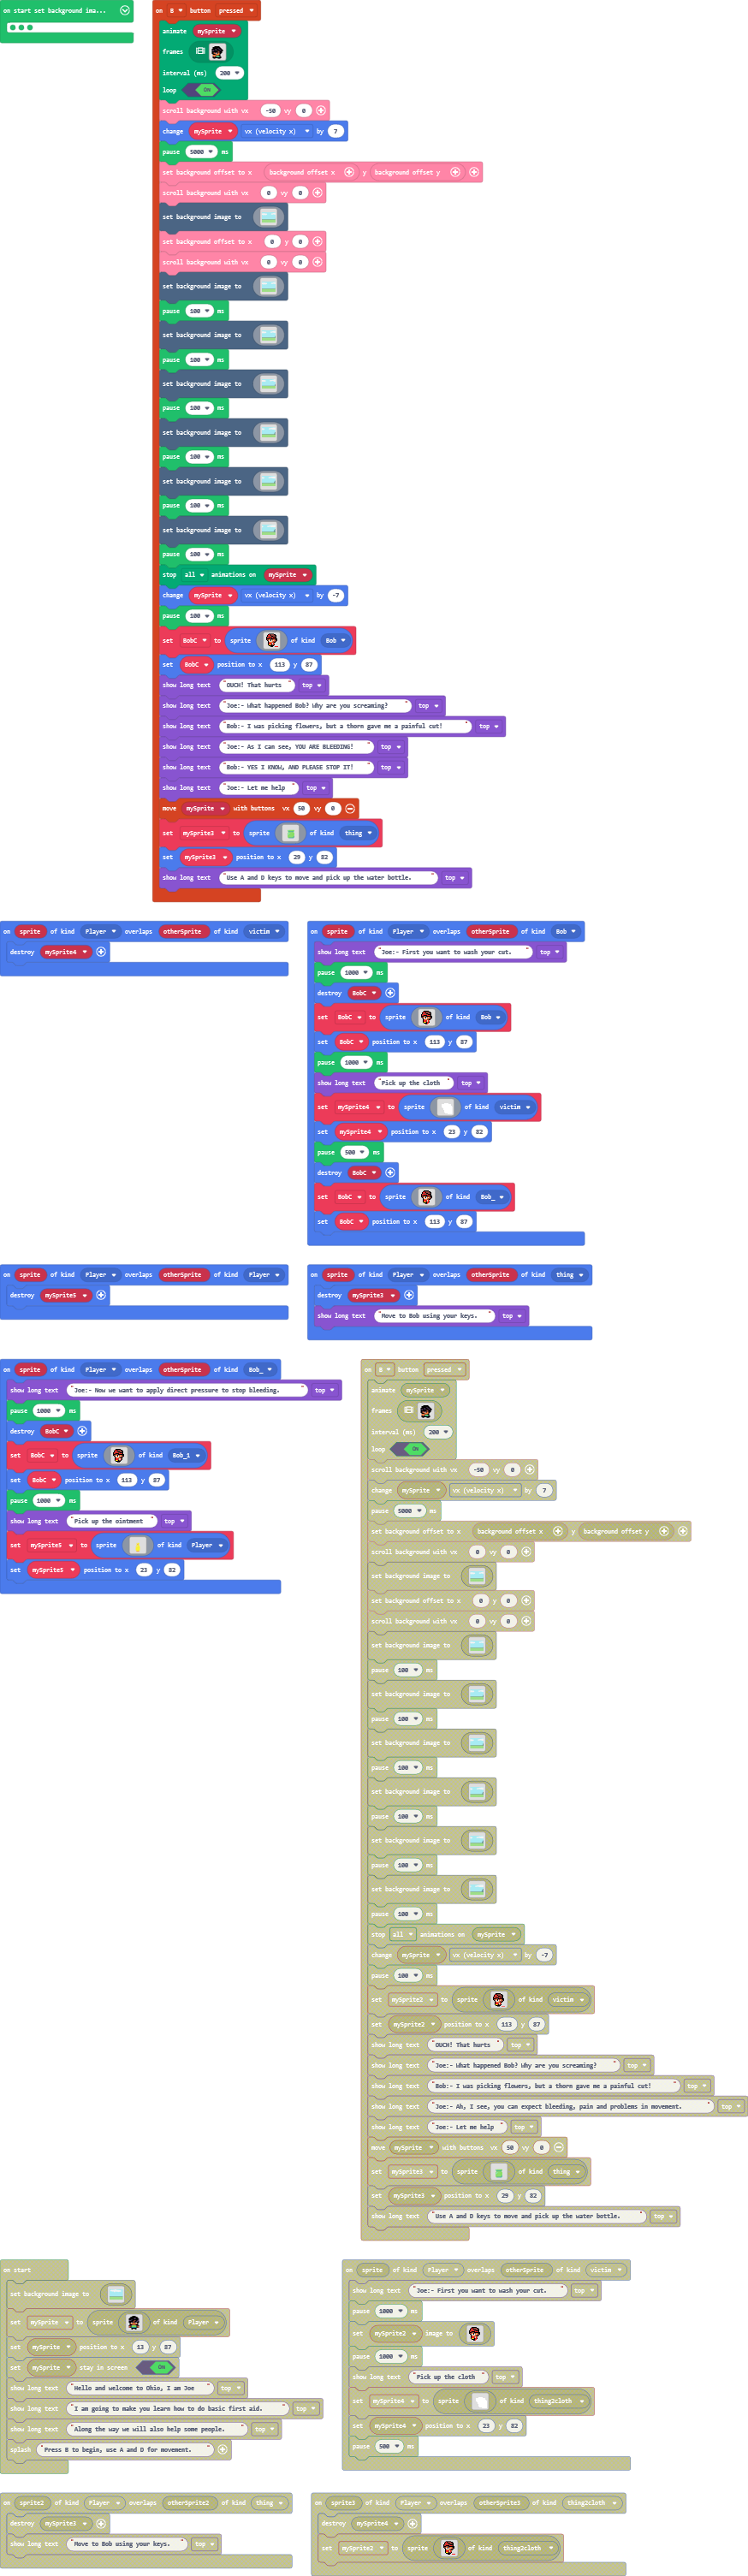 on start set background ima...
on B button pressed
animate mySprite
frames
interval (ms) 200
loop ON
scroll background with vx -50 vy 0
change mySprite vx (velocity x) by 7
pause 5000 ms
set background offset to x background offset x y background offset y
scroll background with vx 0 vy 0
set background image to
set background offset to x 0 y 0
scroll background with vx 0 vy 0
set background image to
pause 100 ms
set background image to
pause 100 ms
set background image to
pause 100 ms
set background image to
pause 100 ms
set background image to
pause 100 ms
set background image to
pause 100 ms
stop all animations on mySprite
change mySprite vx (velocity x) by -7
pause 100 ms
set BobC to sprite of kind Bob
set BobC position to x 113 y 87
show long text "OUCH! That hurts" top
show long text "Joe:- What happened Bob? Why are you screaming?" top
show long text "Bob:- I was picking flowers, but a thorn gave me a painful cut!" top
show long text "Joe:- As I can see, YOU ARE BLEEDING!" top
show long text "Bob:- YES I KNOW, AND PLEASE STOP IT!" top
show long text "Joe:- Let me help" top
move mySprite with buttons vx 50 vy 0
set mySprite3 to sprite of kind thing
set mySprite3 position to x 29 y 82
show long text "Use A and D keys to move and pick up the water bottle." top
on sprite of kind Player overlaps otherSprite of kind victim
destroy mySprite4
on sprite of kind Player overlaps otherSprite of kind Bob
show long text "Joe:- First you want to wash your cut." top
pause 1000 ms
destroy BobC
set BobC to sprite of kind Bob
set BobC position to x 113 y 87
pause 1000 ms
show long text "Pick up the cloth" top
set mySprite4 to sprite of kind victim
set mySprite4 position to x 23 y 82
pause 500 ms
destroy BobC
set BobC to sprite of kind Bob_
set BobC position to x 113 y 87
on sprite of kind Player overlaps otherSprite of kind Player
destroy mySprite5
on sprite of kind Player overlaps otherSprite of kind thing
destroy mySprite3
show long text "Move to Bob using your keys." top
on sprite of kind Player overlaps otherSprite of kind Bob_
show long text "Joe:- Now we want to apply direct pressure to stop bleeding." top
pause 1000 ms
destroy BobC
set BobC to sprite of kind Bob_1
set BobC position to x 113 y 87
pause 1000 ms
show long text "Pick up the ointment" top
set mySprite5 to sprite of kind Player
set mySprite5 position to x 23 y 82
on B button pressed
animate mySprite
frames
interval (ms) 200
loop ON
scroll background with vx -50 vy 0
change mySprite vx (velocity x) by 7
pause 5000 ms
set background offset to x background offset x y background offset y
scroll background with vx 0 vy 0
set background image to
set background offset to x 0 y 0
scroll background with vx 0 vy 0
set background image to
pause 100 ms
set background image to
pause 100 ms
set background image to
pause 100 ms
set background image to
pause 100 ms
set background image to
pause 100 ms
set background image to
pause 100 ms
stop all animations on mySprite
change mySprite vx (velocity x) by -7
pause 100 ms
set mySprite2 to sprite of kind victim
set mySprite2 position to x 113 y 87
show long text "OUCH! That hurts" top
show long text "Joe:- What happened Bob? Why are you screaming?" top
show long text "Bob:- I was picking flowers, but a thorn gave me a painful cut!" top
show long text "Joe:- Ah, I see, you can expect bleeding, pain and problems in movement." top
show long text "Joe:- Let me help" top
move mySprite with buttons vx 50 vy 0
set mySprite3 to sprite of kind thing
set mySprite3 position to x 29 y 82
show long text "Use A and D keys to move and pick up the water bottle." top
on start
set background image to
set mySprite to sprite of kind Player
set mySprite position to x 13 y 87
set mySprite stay in screen ON
show long text "Hello and welcome to Ohio, I am Joe" top
show long text "I am going to make you learn how to do basic first aid." top
show long text "Along the way we will also help some people." top
splash "Press B to begin, use A and D for movement."
on sprite of kind Player overlaps otherSprite of kind victim
show long text "Joe:- First you want to wash your cut." top
pause 1000 ms
set mySprite2 image to
pause 1000 ms
show long text "Pick up the cloth" top
set mySprite4 to sprite of kind thing2cloth
set mySprite4 position to x 23 y 82
pause 500 ms
on sprite2 of kind Player overlaps otherSprite2 of kind thing
destroy mySprite3
show long text "Move to Bob using your keys." top
on sprite3 of kind Player overlaps otherSprite3 of kind thing2cloth
destroy mySprite4
set mySprite2 to sprite of kind thing2cloth